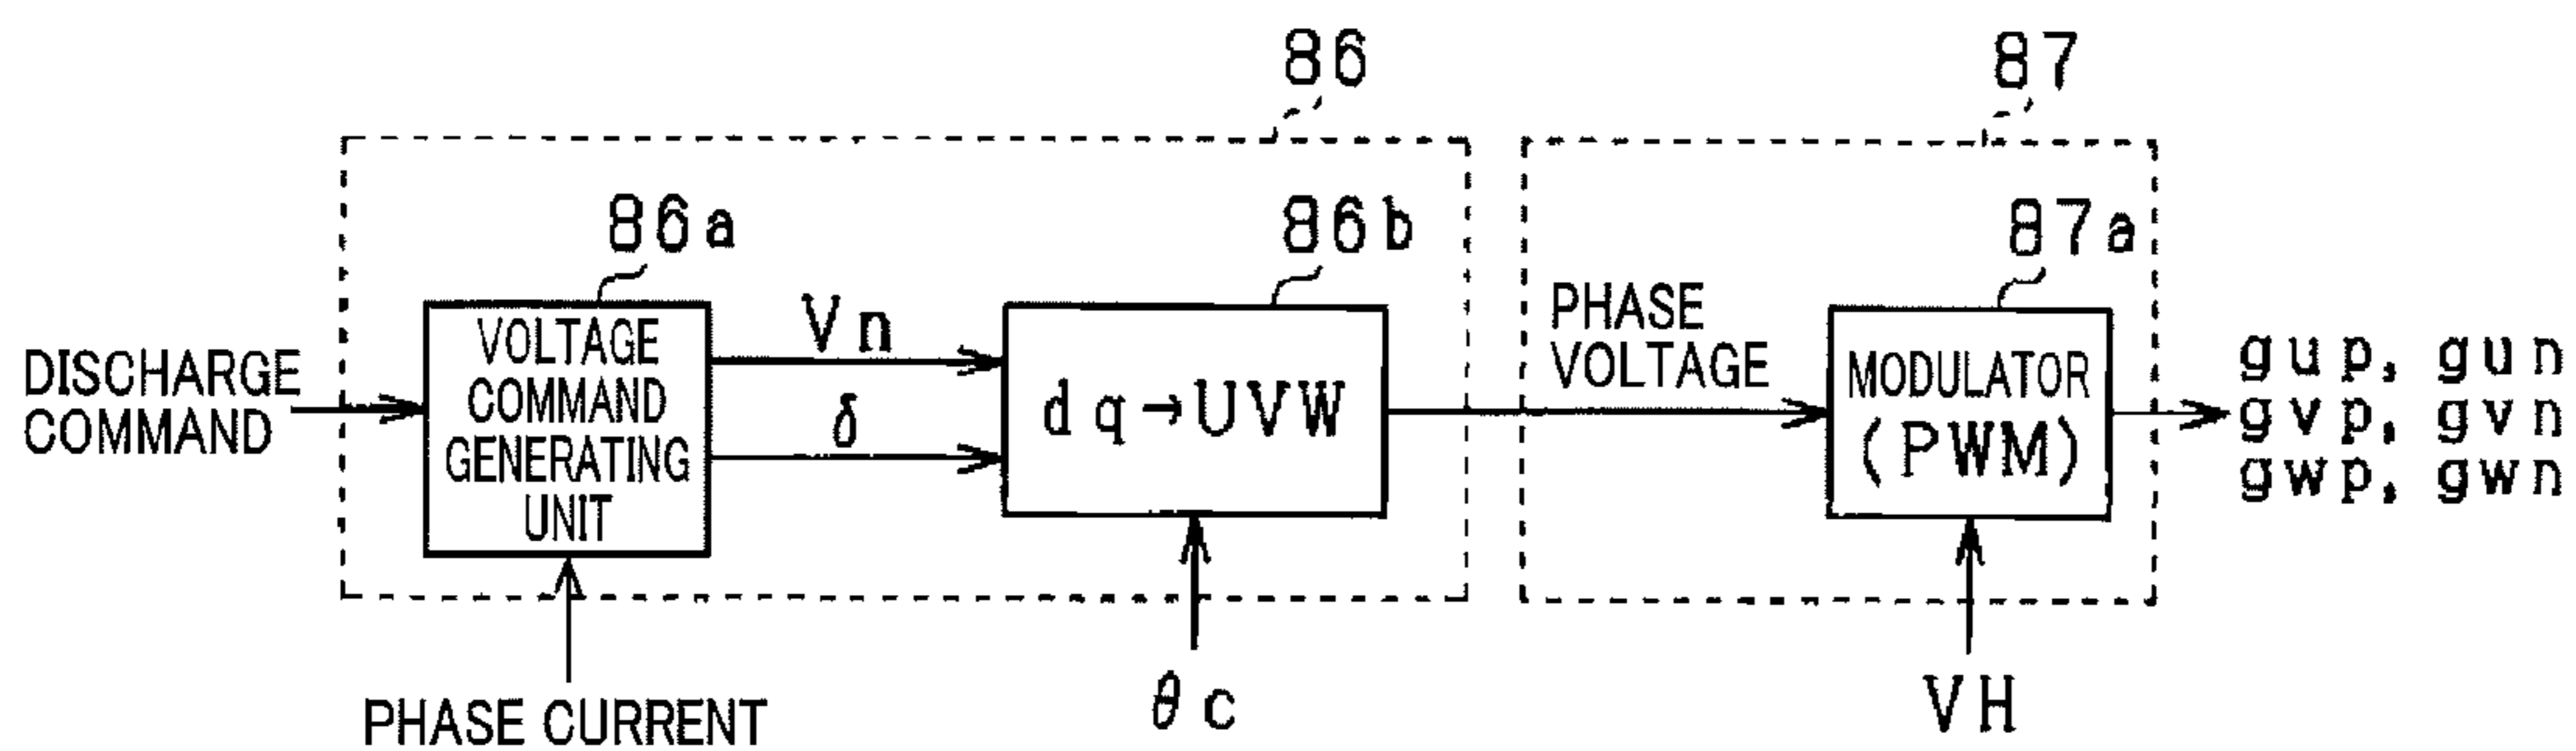 86
87
86a
86b
87a
DISCHARGE
COMMAND
VOLTAGE
COMMAND
GENERATING
UNIT
Vn
δ
dq→UVW
PHASE
VOLTAGE
MODULATOR
(PWM)
gup, gun
gvp, gvn
gwp, gwn
PHASE CURRENT
θc
VH